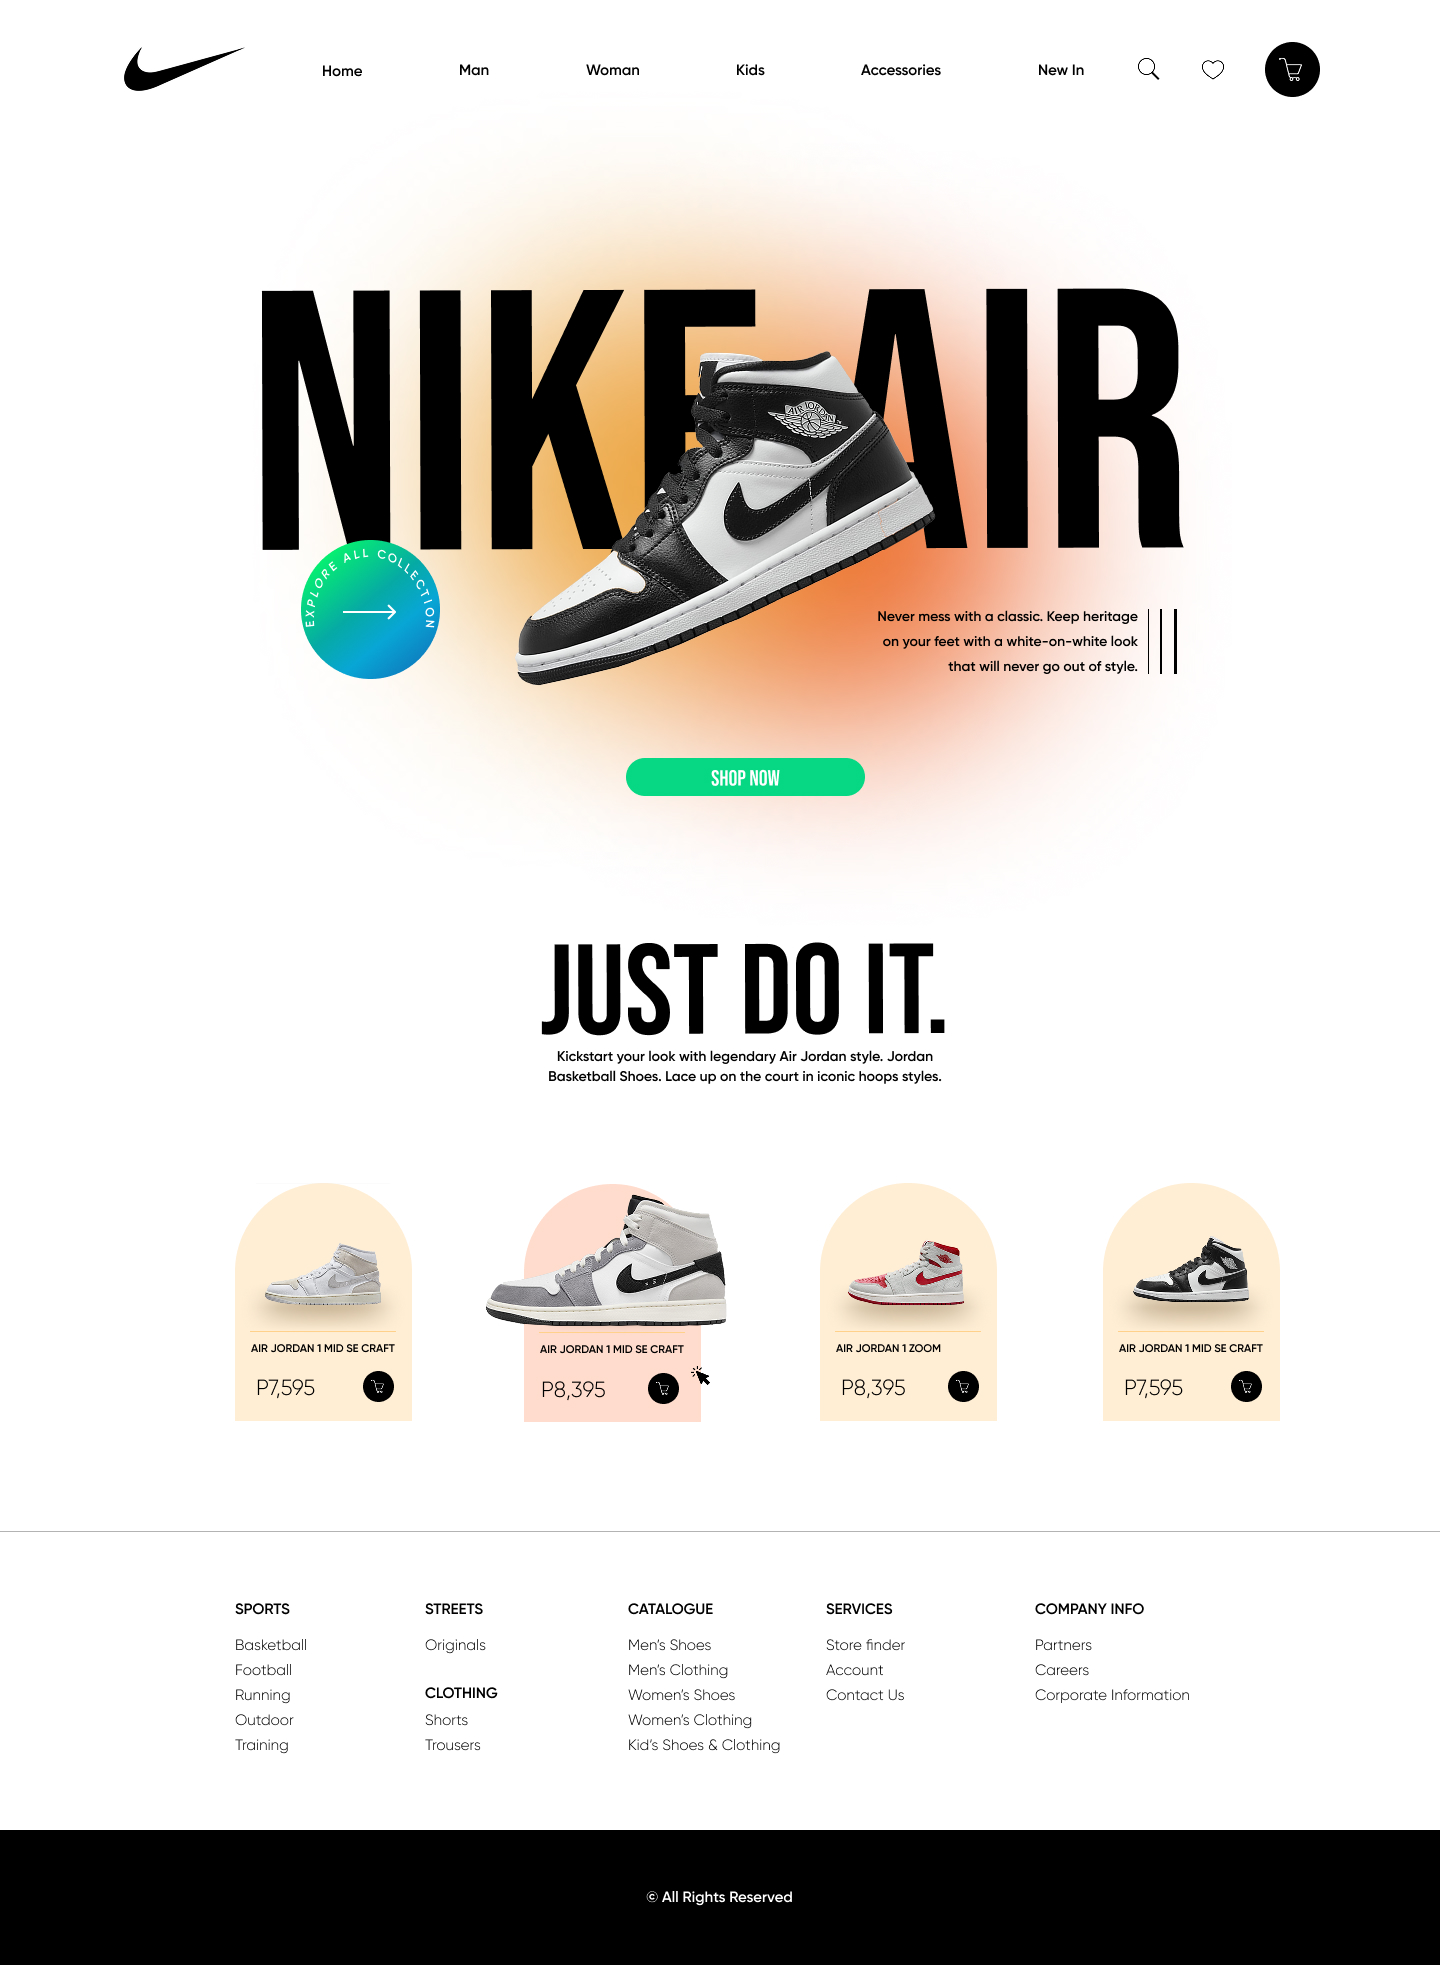 Home
Man
Woman
Kids
Accessories
New In
NIKE AIR
AIR JORDAN
EXPLORE ALL COLLECTION
Never mess with a classic. Keep heritage
on your feet with a white-on-white look
that will never go out of style.
SHOP NOW
JUST DO IT.
Kickstart your look with legendary Air Jordan style. Jordan
Basketball Shoes. Lace up on the court in iconic hoops styles.
AIR JORDAN 1 MID SE CRAFT
P7,595
AIR JORDAN 1 MID SE CRAFT
P8,395
AIR JORDAN 1 ZOOM
P8,395
AIR JORDAN 1 MID SE CRAFT
P7,595
SPORTS
Basketball
Football
Running
Outdoor
Training
STREETS
Originals
CLOTHING
Shorts
Trousers
CATALOGUE
Men's Shoes
Men's Clothing
Women's Shoes
Women's Clothing
Kid's Shoes & Clothing
SERVICES
Store finder
Account
Contact Us
COMPANY INFO
Partners
Careers
Corporate Information
© All Rights Reserved